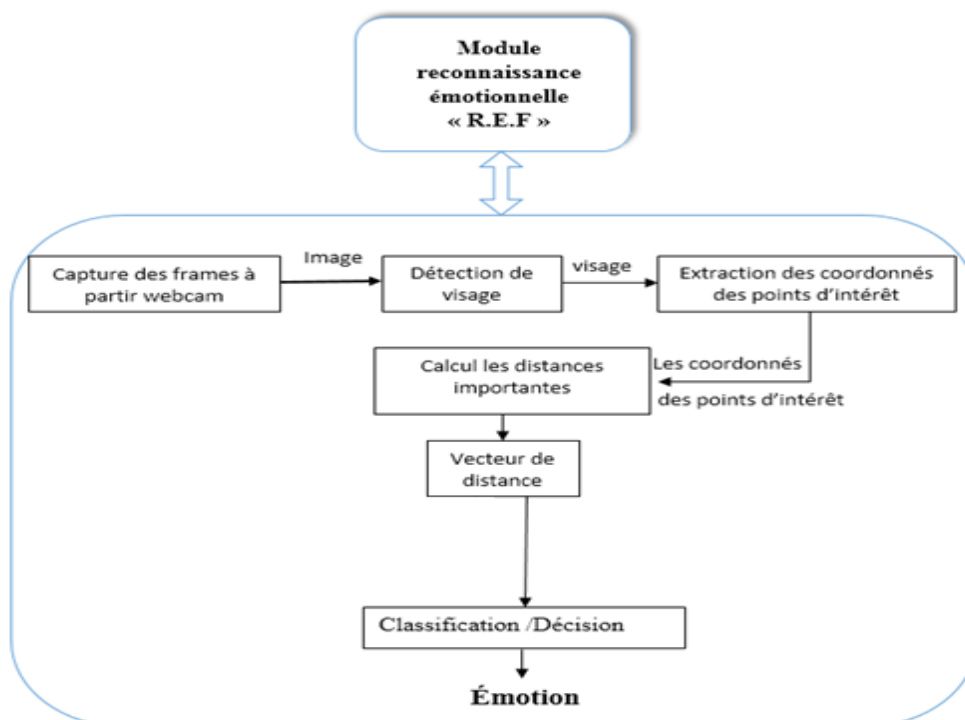 Module
reconnaissance
émotionnelle
« R.E.F »
Capture des frames à
partir webcam
Image
Détection de
visage
visage
Extraction des coordonnés
des points d’intérêt
Les coordonnés
des points d’intérêt
Calcul les distances
importantes
Vecteur de
distance
Classification /Décision
Émotion